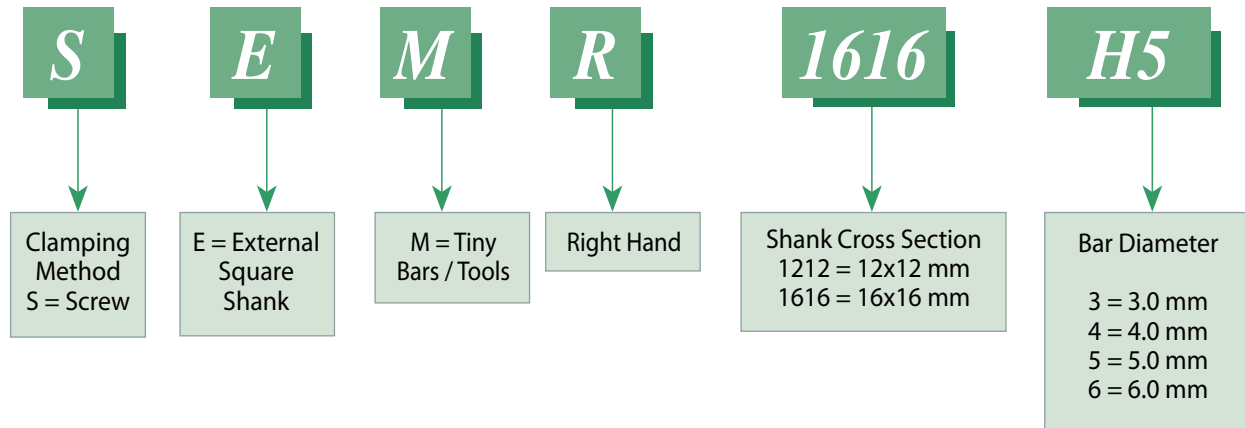 S E M R 1616 H5
Clamping
Method
S = Screw
E = External
Square
Shank
M = Tiny
Bars / Tools
Right Hand
Shank Cross Section
1212 = 12x12 mm
1616 = 16x16 mm
Bar Diameter
3 = 3.0 mm
4 = 4.0 mm
5 = 5.0 mm
6 = 6.0 mm